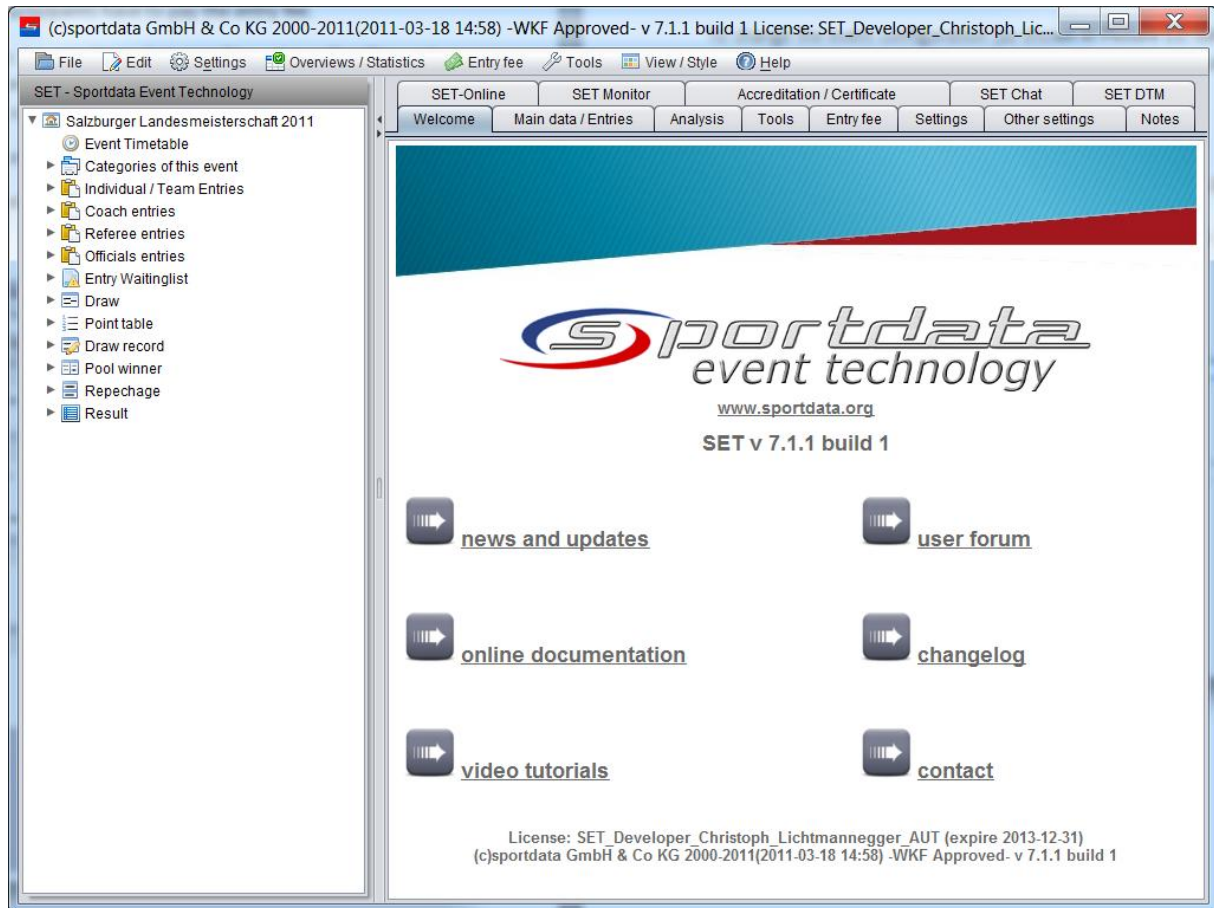 (c)sportdata GmbH & Co KG 2000-2011(2011-03-18 14:58) -WKF Approved- v 7.1.1 build 1 License: SET_Developer_Christoph_Lic...
File Edit Settings Overviews / Statistics Entry fee Tools View / Style Help
SET - Sportdata Event Technology
Salzburger Landesmeisterschaft 2011
Event Timetable
Categories of this event
Individual / Team Entries
Coach entries
Referee entries
Officials entries
Entry Waitinglist
Draw
Point table
Draw record
Pool winner
Repechage
Result
SET-Online SET Monitor Accreditation / Certificate SET Chat SET DTM
Welcome Main data / Entries Analysis Tools Entry fee Settings Other settings Notes
sportdata
event technology
www.sportdata.org
SET v 7.1.1 build 1
news and updates user forum
online documentation changelog
video tutorials contact
License: SET_Developer_Christoph_Lichtmannegger_AUT (expire 2013-12-31)
(c)sportdata GmbH & Co KG 2000-2011(2011-03-18 14:58) -WKF Approved- v 7.1.1 build 1